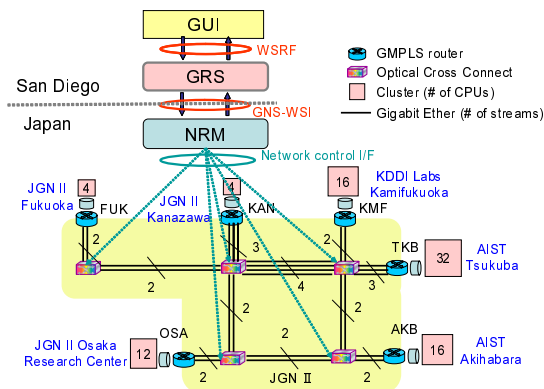 GUI
WSRF
GRS
San Diego
GNS-WSI
Japan
NRM
Network control I/F
GMPLS router
Optical Cross Connect
Cluster (# of CPUs)
Gigabit Ether (# of streams)
JGN II
Fukuoka
4
FUK
JGN II
Kanazawa
4
KAN
16
KDDI Labs
Kamifukuoka
KMF
2
3
2
TKB
32
AIST
Tsukuba
2
4
3
2
2
JGN II Osaka
Research Center
12
OSA
2
2
JGN II
2
AKB
16
AIST
Akihabara